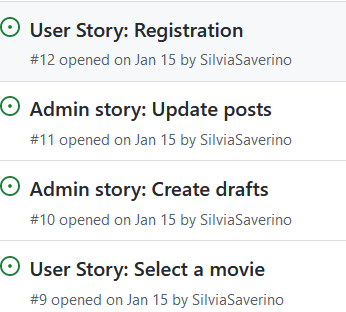 User Story: Registration
#12 opened on Jan 15 by SilviaSaverino
Admin story: Update posts
#11 opened on Jan 15 by SilviaSaverino
Admin story: Create drafts
#10 opened on Jan 15 by SilviaSaverino
User Story: Select a movie
#9 opened on Jan 15 by SilviaSaverino